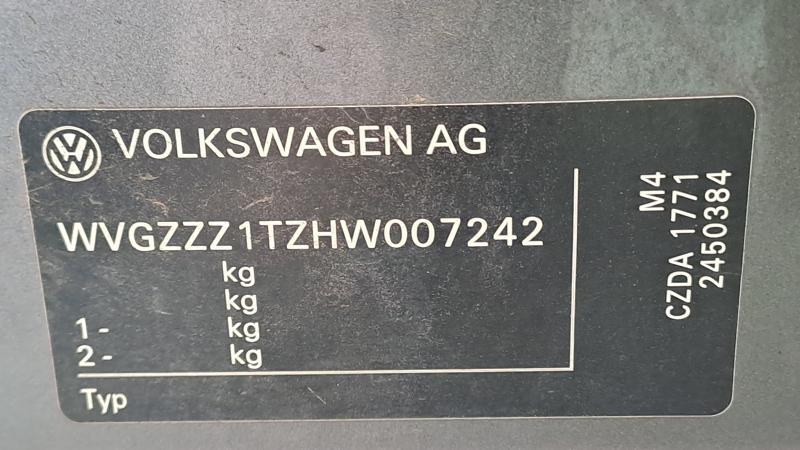 VOLKSWAGEN AG
WVGZZZ1TZHW007242
kg
kg
1- kg
2- kg
Typ
M4
CZDA 1771
2450384